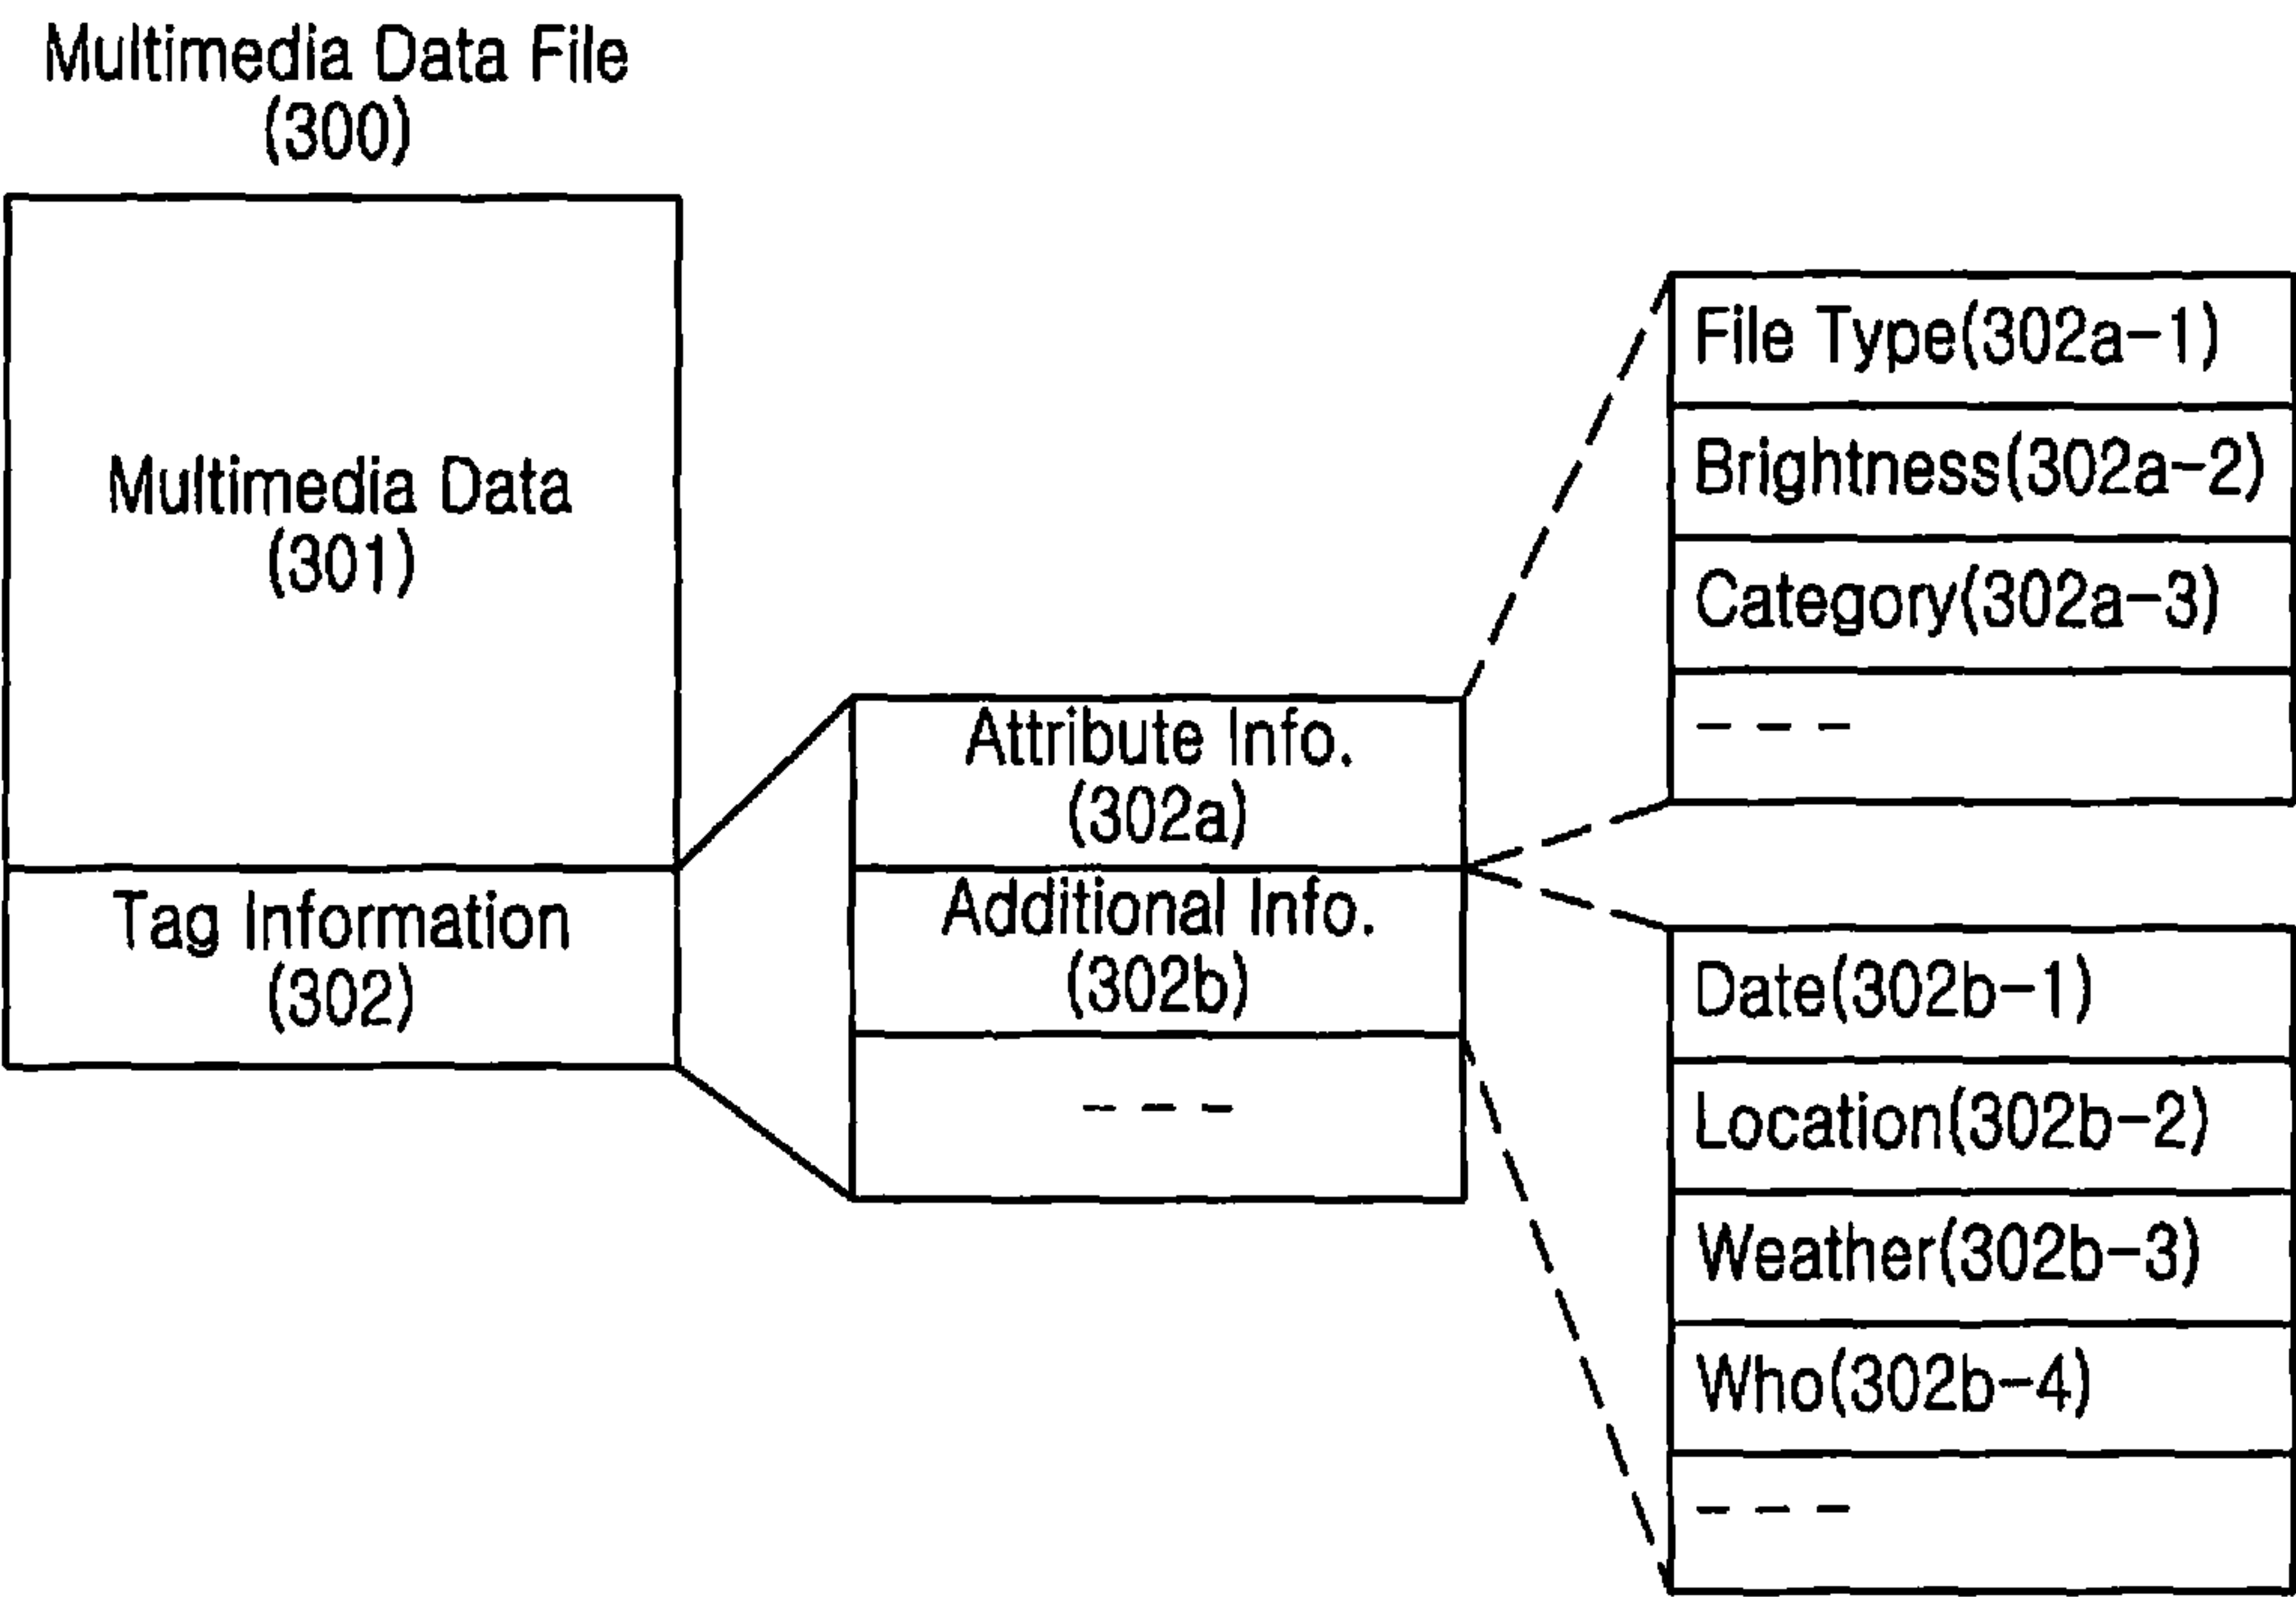 Multimedia Data File
(300)
Multimedia Data
(301)
Tag Information
(302)
Attribute Info.
(302a)
Additional Info.
(302b)
- - -
File Type(302a-1)
Brightness(302a-2)
Category(302a-3)
- - -
Date(302b-1)
Location(302b-2)
Weather(302b-3)
Who(302b-4)
- - -